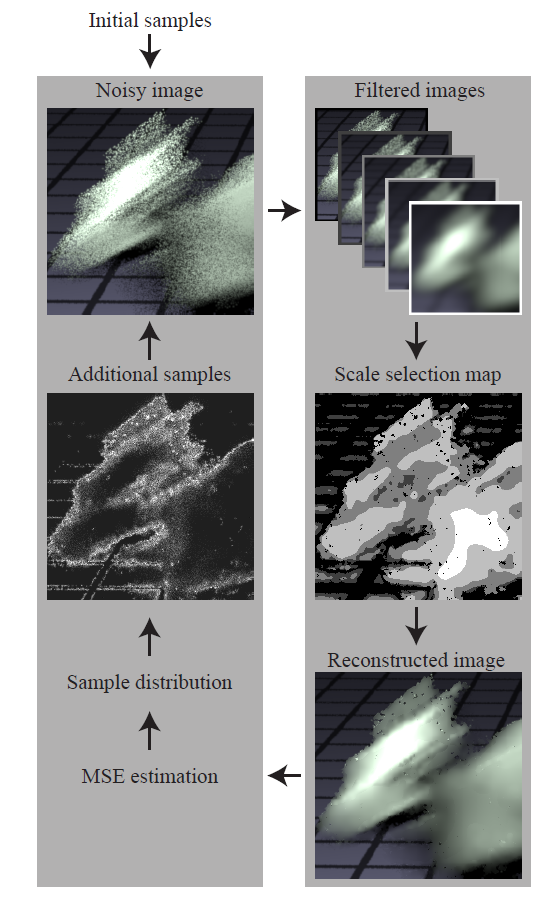 Initial samples
Noisy image
Filtered images
Additional samples
Scale selection map
Sample distribution
Reconstructed image
MSE estimation